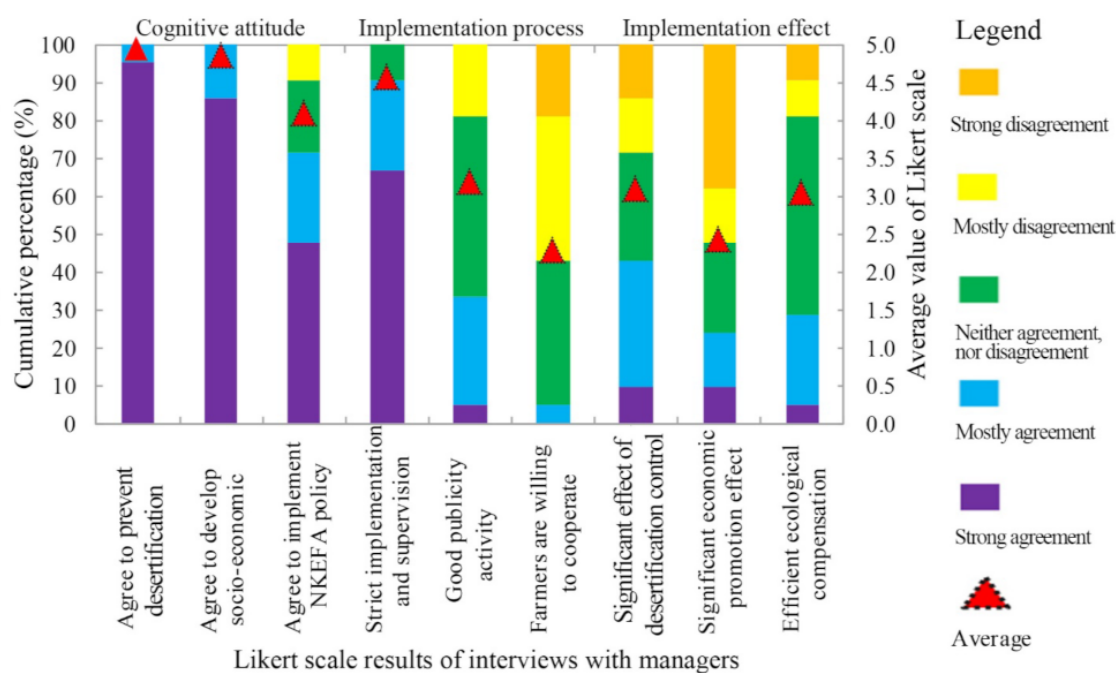 Cognitive attitude
Implementation process
Implementation effect
Cumulative percentage (%)
100
90
80
70
60
50
40
30
20
10
0
5.0
4.5
4.0
3.5
3.0
2.5
2.0
1.5
1.0
0.5
0.0
Average value of Likert scale
Agree to prevent
desertification
Agree to develop
socio-economic
Agree to implement
NKEFA policy
Strict implementation
and supervision
Good publicity
activity
Farmers are willing
to cooperate
Significant effect of
desertification control
Significant economic
promotion effect
Efficient ecological
compensation
Likert scale results of interviews with managers
Legend
Strong disagreement
Mostly disagreement
Neither agreement,
nor disagreement
Mostly agreement
Strong agreement
Average